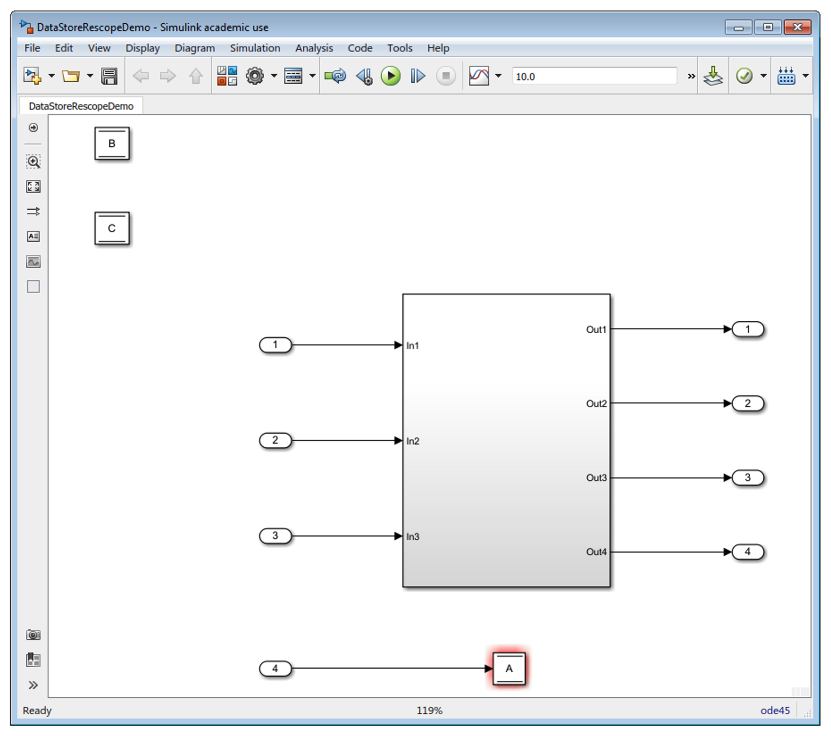 DataStoreRescopeDemo - Simulink academic use
File Edit View Display Diagram Simulation Analysis Code Tools Help
10.0 »
DataStoreRescopeDemo
B
C
1 In1 Out1 1
Out2 2
2 In2
Out3 3
3 In3
Out4 4
4 A
Ready 119% ode45